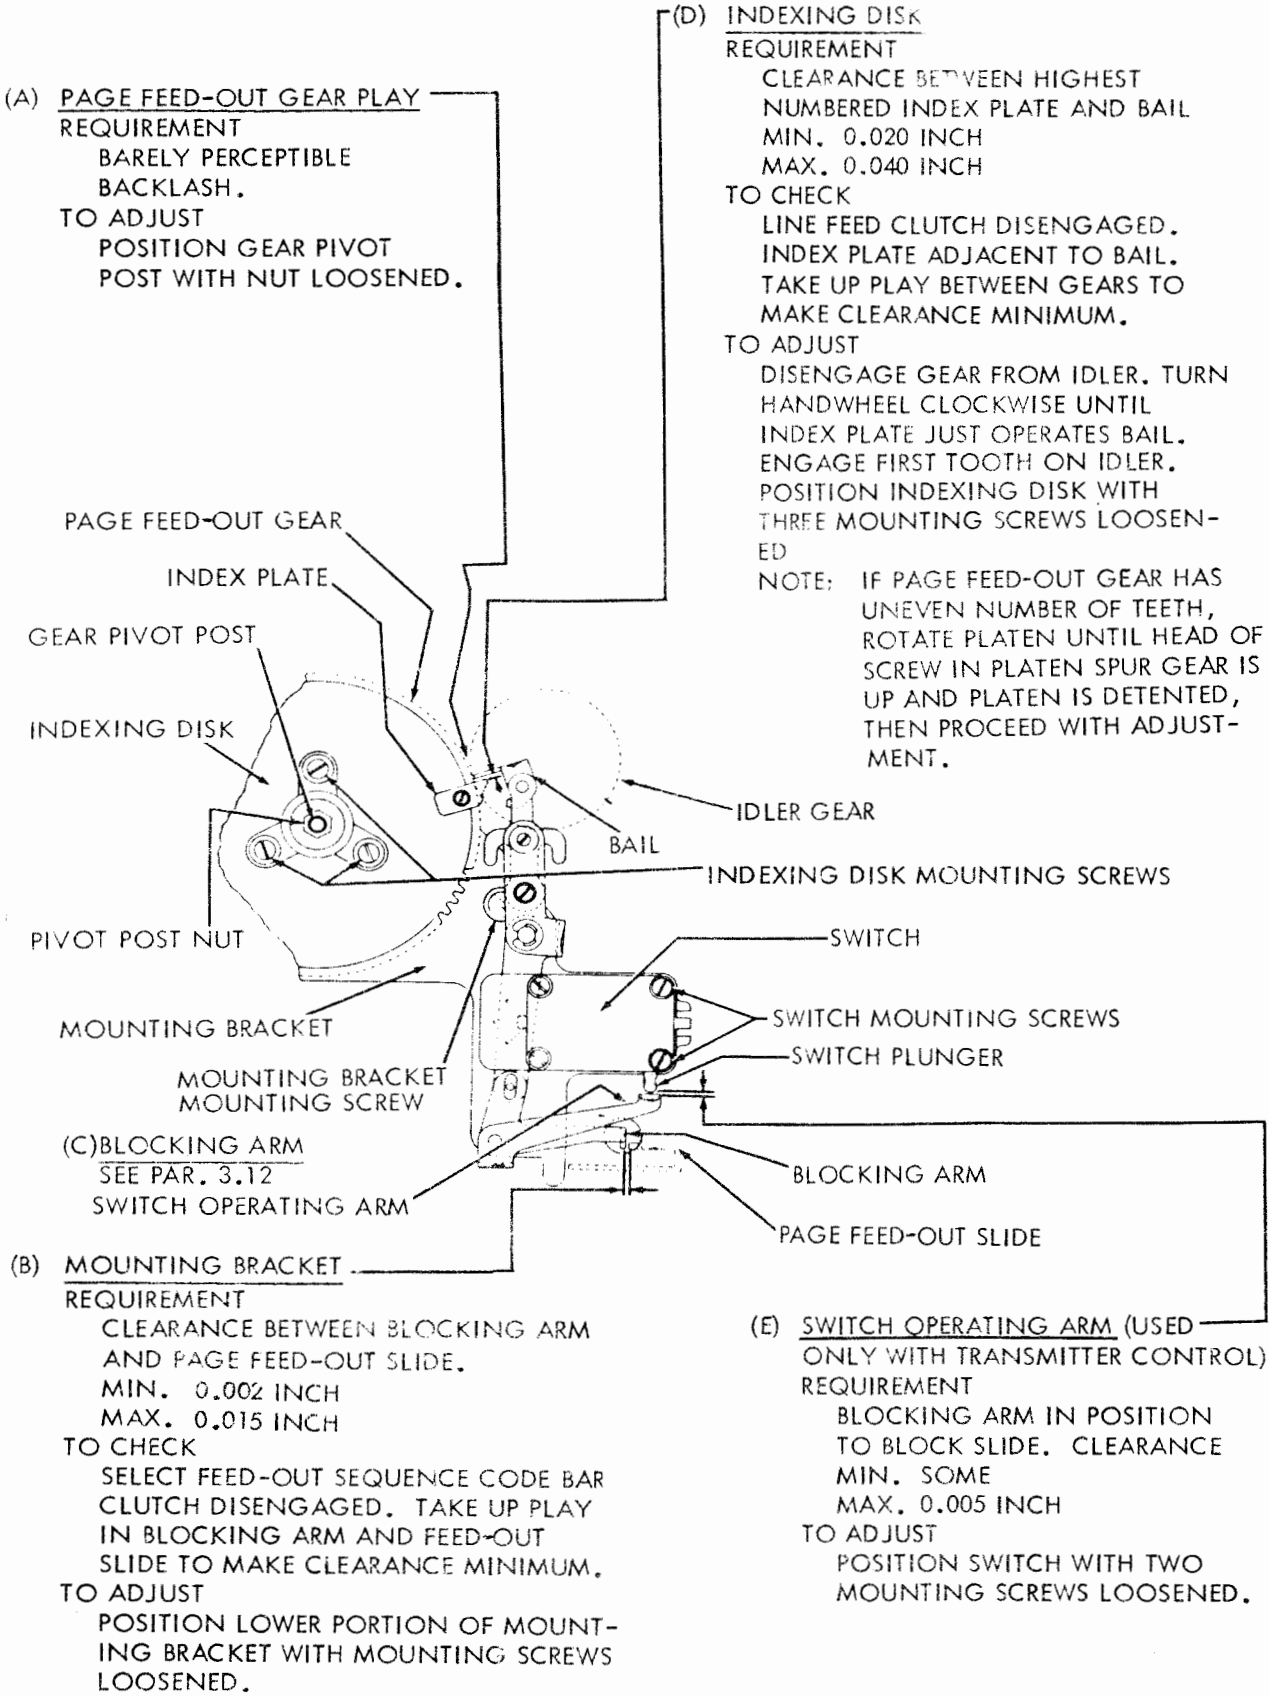 (A) PAGE FEED-OUT GEAR PLAY
REQUIREMENT
BARELY PERCEPTIBLE
BACKLASH.
TO ADJUST
POSITION GEAR PIVOT
POST WITH NUT LOOSENED.
(D) INDEXING DISK
REQUIREMENT
CLEARANCE BETWEEN HIGHEST
NUMBERED INDEX PLATE AND BAIL
MIN. 0.020 INCH
MAX. 0.040 INCH
TO CHECK
LINE FEED CLUTCH DISENGAGED.
INDEX PLATE ADJACENT TO BAIL.
TAKE UP PLAY BETWEEN GEARS TO
MAKE CLEARANCE MINIMUM.
TO ADJUST
DISENGAGE GEAR FROM IDLER. TURN
HANDWHEEL CLOCKWISE UNTIL
INDEX PLATE JUST OPERATES BAIL.
ENGAGE FIRST TOOTH ON IDLER.
POSITION INDEXING DISK WITH
THREE MOUNTING SCREWS LOOSEN-
ED
NOTE: IF PAGE FEED-OUT GEAR HAS
UNEVEN NUMBER OF TEETH,
ROTATE PLATEN UNTIL HEAD OF
SCREW IN PLATEN SPUR GEAR IS
UP AND PLATEN IS DETENTED,
THEN PROCEED WITH ADJUST-
MENT.
PAGE FEED-OUT GEAR
INDEX PLATE
GEAR PIVOT POST
INDEXING DISK
IDLER GEAR
BAIL
INDEXING DISK MOUNTING SCREWS
PIVOT POST NUT
SWITCH
MOUNTING BRACKET
SWITCH MOUNTING SCREWS
SWITCH PLUNGER
MOUNTING BRACKET
MOUNTING SCREW
(C) BLOCKING ARM
SEE PAR. 3.12
SWITCH OPERATING ARM
BLOCKING ARM
PAGE FEED-OUT SLIDE
(B) MOUNTING BRACKET
REQUIREMENT
CLEARANCE BETWEEN BLOCKING ARM
AND PAGE FEED-OUT SLIDE.
MIN. 0.002 INCH
MAX. 0.015 INCH
TO CHECK
SELECT FEED-OUT SEQUENCE CODE BAR
CLUTCH DISENGAGED. TAKE UP PLAY
IN BLOCKING ARM AND FEED-OUT
SLIDE TO MAKE CLEARANCE MINIMUM.
TO ADJUST
POSITION LOWER PORTION OF MOUNT-
ING BRACKET WITH MOUNTING SCREWS
LOOSENED.
(E) SWITCH OPERATING ARM (USED
ONLY WITH TRANSMITTER CONTROL)
REQUIREMENT
BLOCKING ARM IN POSITION
TO BLOCK SLIDE. CLEARANCE
MIN. SOME
MAX. 0.005 INCH
TO ADJUST
POSITION SWITCH WITH TWO
MOUNTING SCREWS LOOSENED.